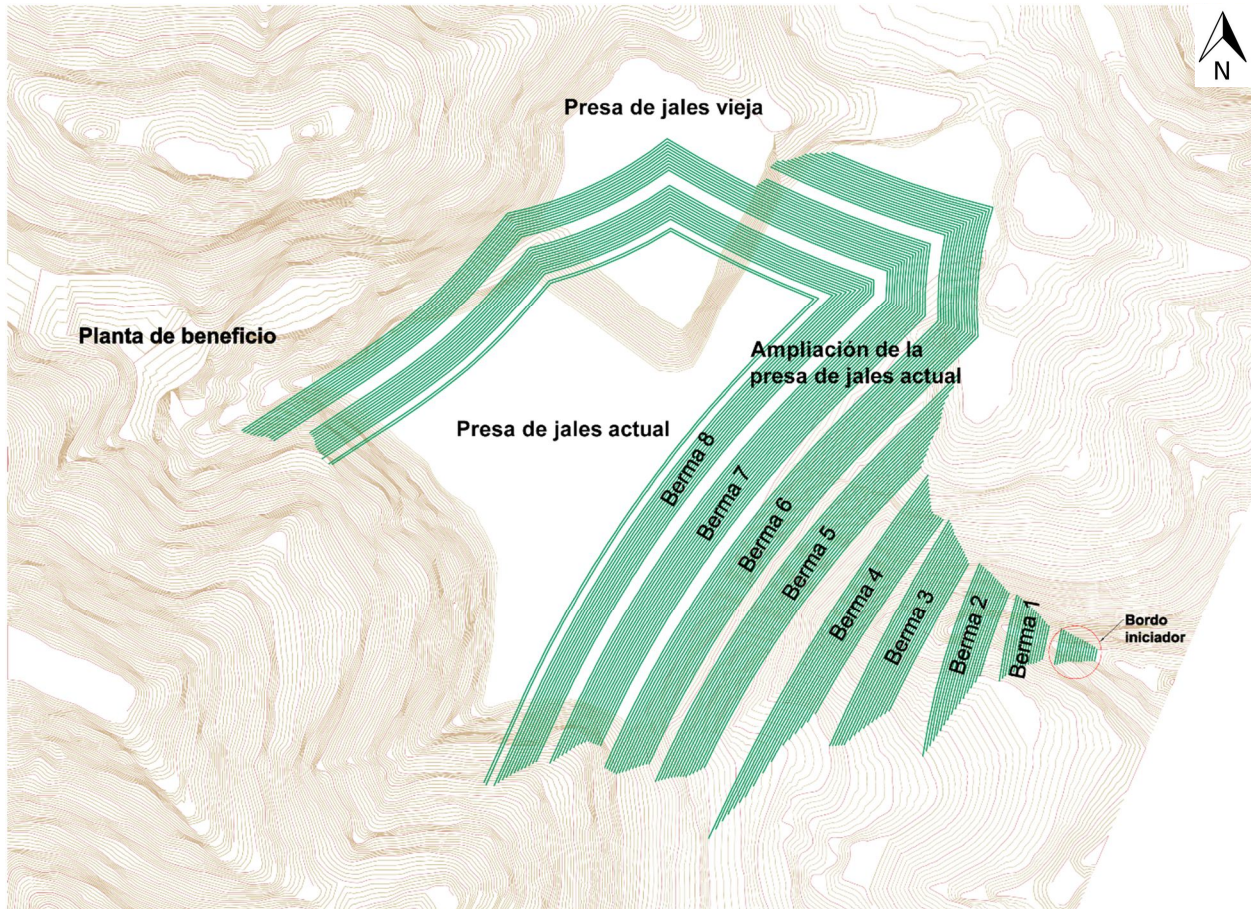 N
Presa de jales vieja
Planta de beneficio
Ampliación de la
presa de jales actual
Presa de jales actual
Berma 8
Berma 7
Berma 6
Berma 5
Berma 4
Berma 3
Berma 2
Berma 1
Bordo
iniciador